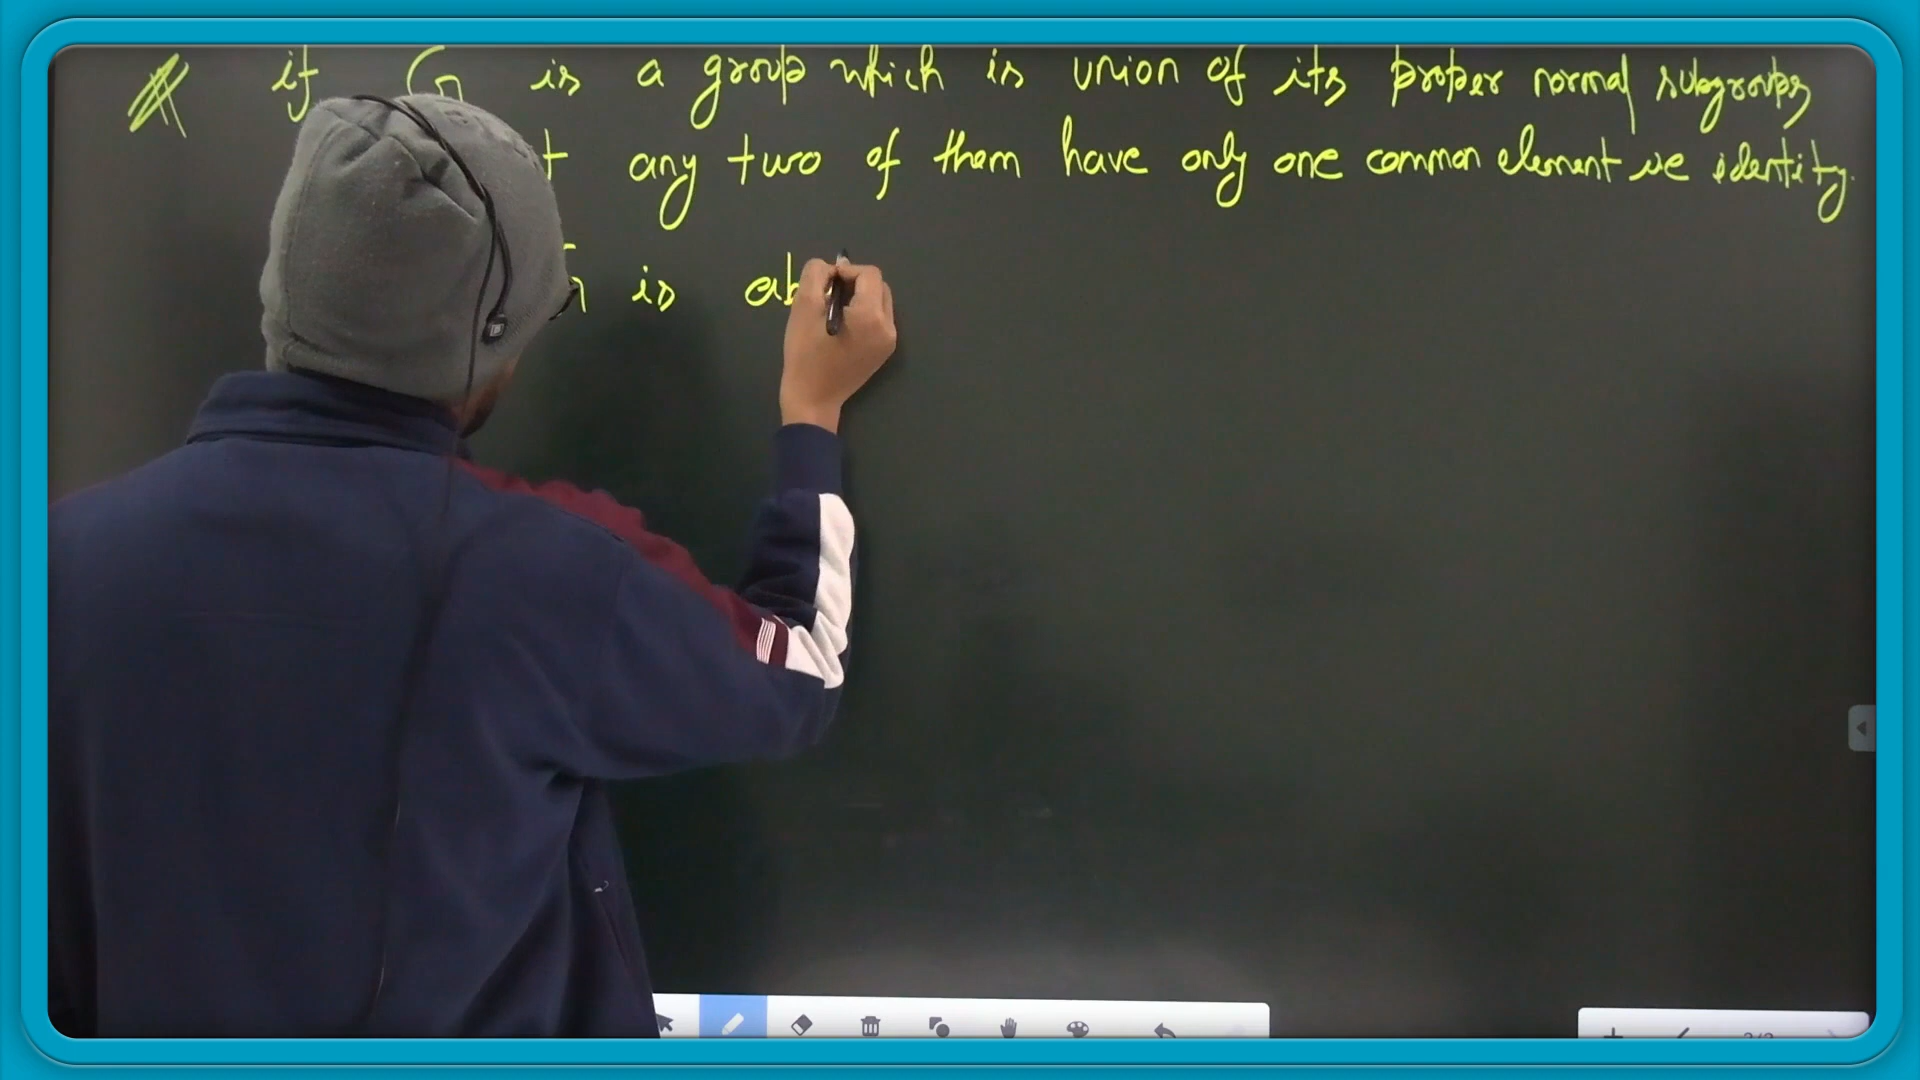 if G is a group which is union of its proper normal subgroups
any two of them have only one common element ie identity.
is ab